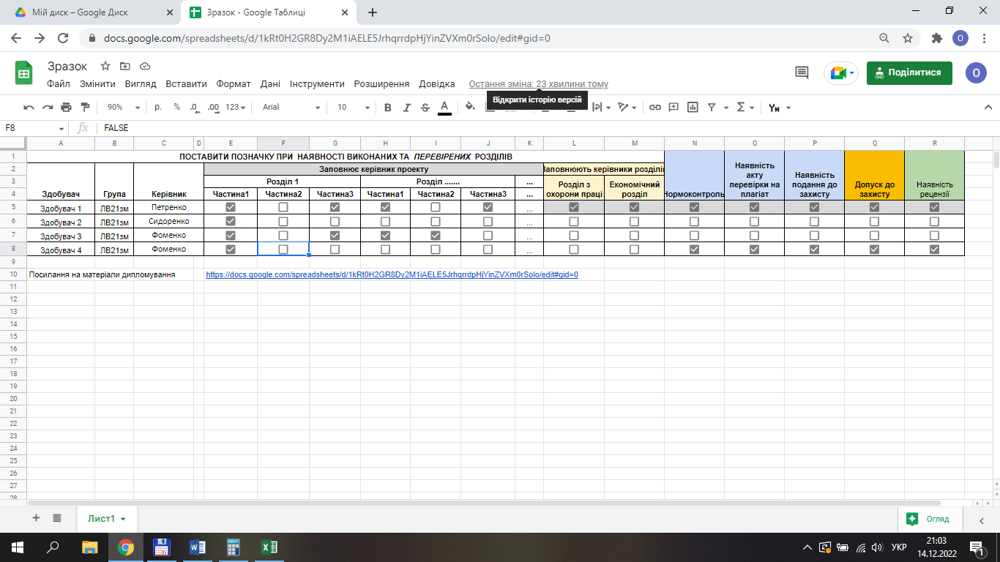 Мій диск – Google Диск
Зразок - Google Таблиці
docs.google.com/spreadsheets/d/1kRt0H2GR8Dy2M1iAELE5JrhqrrdpHjYinZVXm0rSoIo/edit#gid=0
О
Зразок
Файл Змінити Вигляд Вставити Формат Дані Інструменти Розширення Довідка Остання зміна: 23 хвилини тому
Поділитися
О
Відкрити історію версій
90% р. % .0 .00 123 Arial 10 B I S A Σ
F8 fx FALSE
A B C D E F G H I J K L M N O P Q R
1 ПОСТАВИТИ ПОЗНАЧКУ ПРИ НАЯВНОСТІ ВИКОНАНИХ ТА ПЕРЕВІРЕНИХ РОЗДІЛІВ
2 Заповнює керівник проекту Заповнюють керівники розділів
3 Розділ 1 Розділ ....... ...
4 Здобувач Група Керівник Частина1 Частина2 Частина3 Частина1 Частина2 Частина3 ... Розділ з охорони праці Економічний розділ Нормоконтроль Наявність акту перевірки на плагіат Наявність подання до захисту Допуск до захисту Наявність рецензії
5 Здобувач 1 ЛВ21зм Петренко ...
6 Здобувач 2 ЛВ21зм Сидоренко ...
7 Здобувач 3 ЛВ21зм Фоменко ...
8 Здобувач 4 ЛВ21зм Фоменко ...
9
10 Посилання на матеріали дипломування https://docs.google.com/spreadsheets/d/1kRt0H2GR8Dy2M1iAELE5JrhqrrdpHjYinZVXm0rSoIo/edit#gid=0
11
12
13
14
15
16
17
18
19
20
21
22
23
24
25
26
27
28
Лист1
Огляд
УКР
21:03
14.12.2022
1